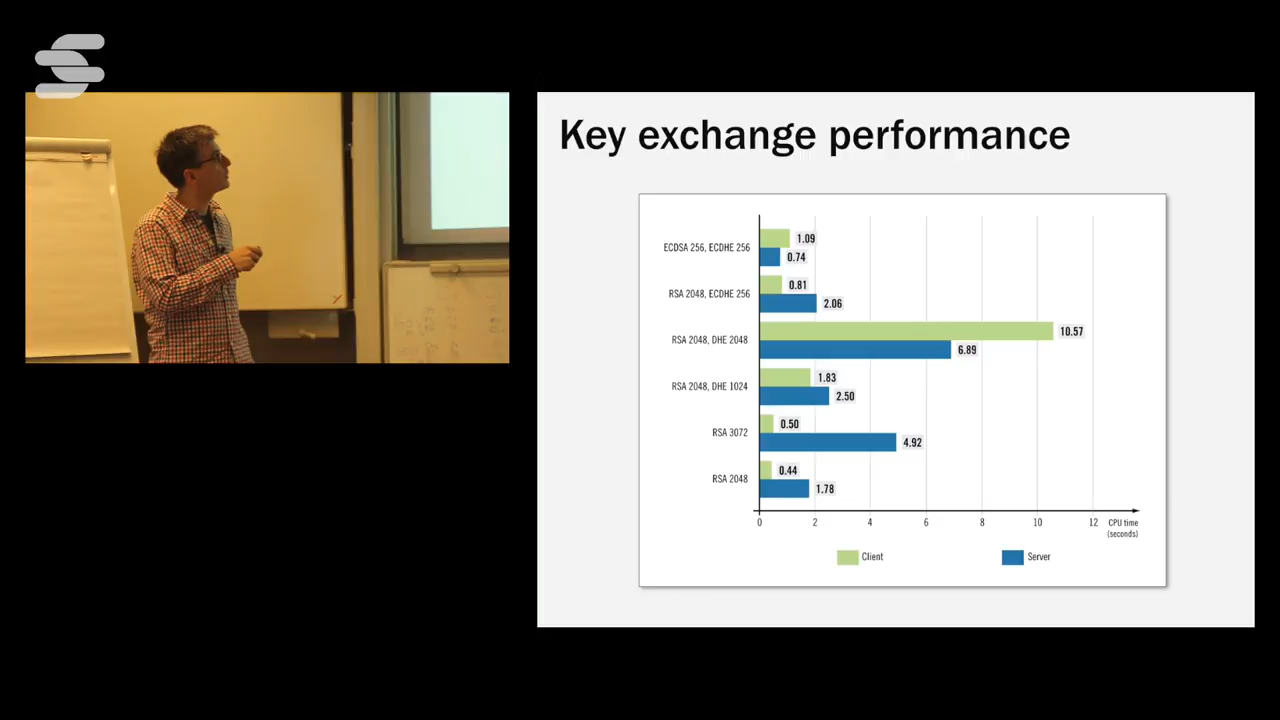 Key exchange performance
ECDSA 256, ECDHE 256
1.09
0.74
RSA 2048, ECDHE 256
0.81
2.06
RSA 2048, DHE 2048
10.57
6.89
RSA 2048, DHE 1024
1.83
2.50
RSA 3072
0.50
4.92
RSA 2048
0.44
1.78
0 2 4 6 8 10 12 CPU time
(seconds)
Client Server